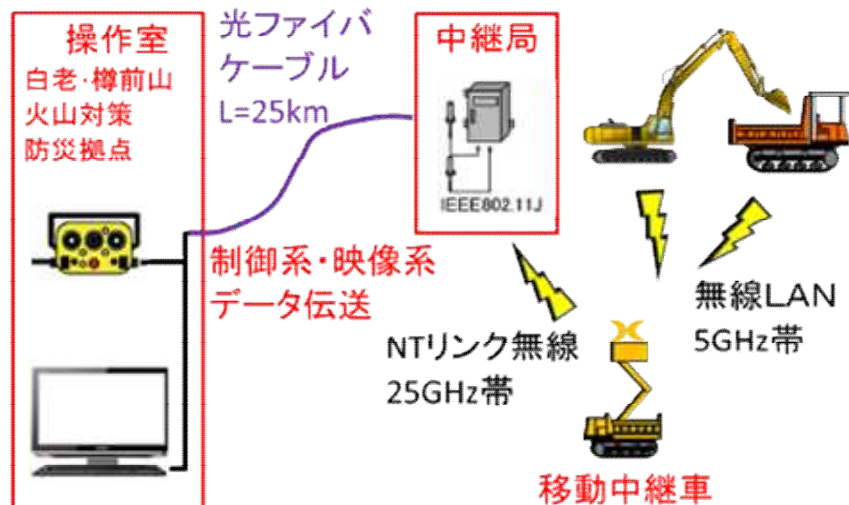 操作室
白老・樽前山
火山対策
防災拠点
光ファイバ
ケーブル
L=25km
中継局
IEEE802.11J
制御系・映像系
データ伝送
NTリンク無線
25GHz帯
無線LAN
5GHz帯
移動中継車